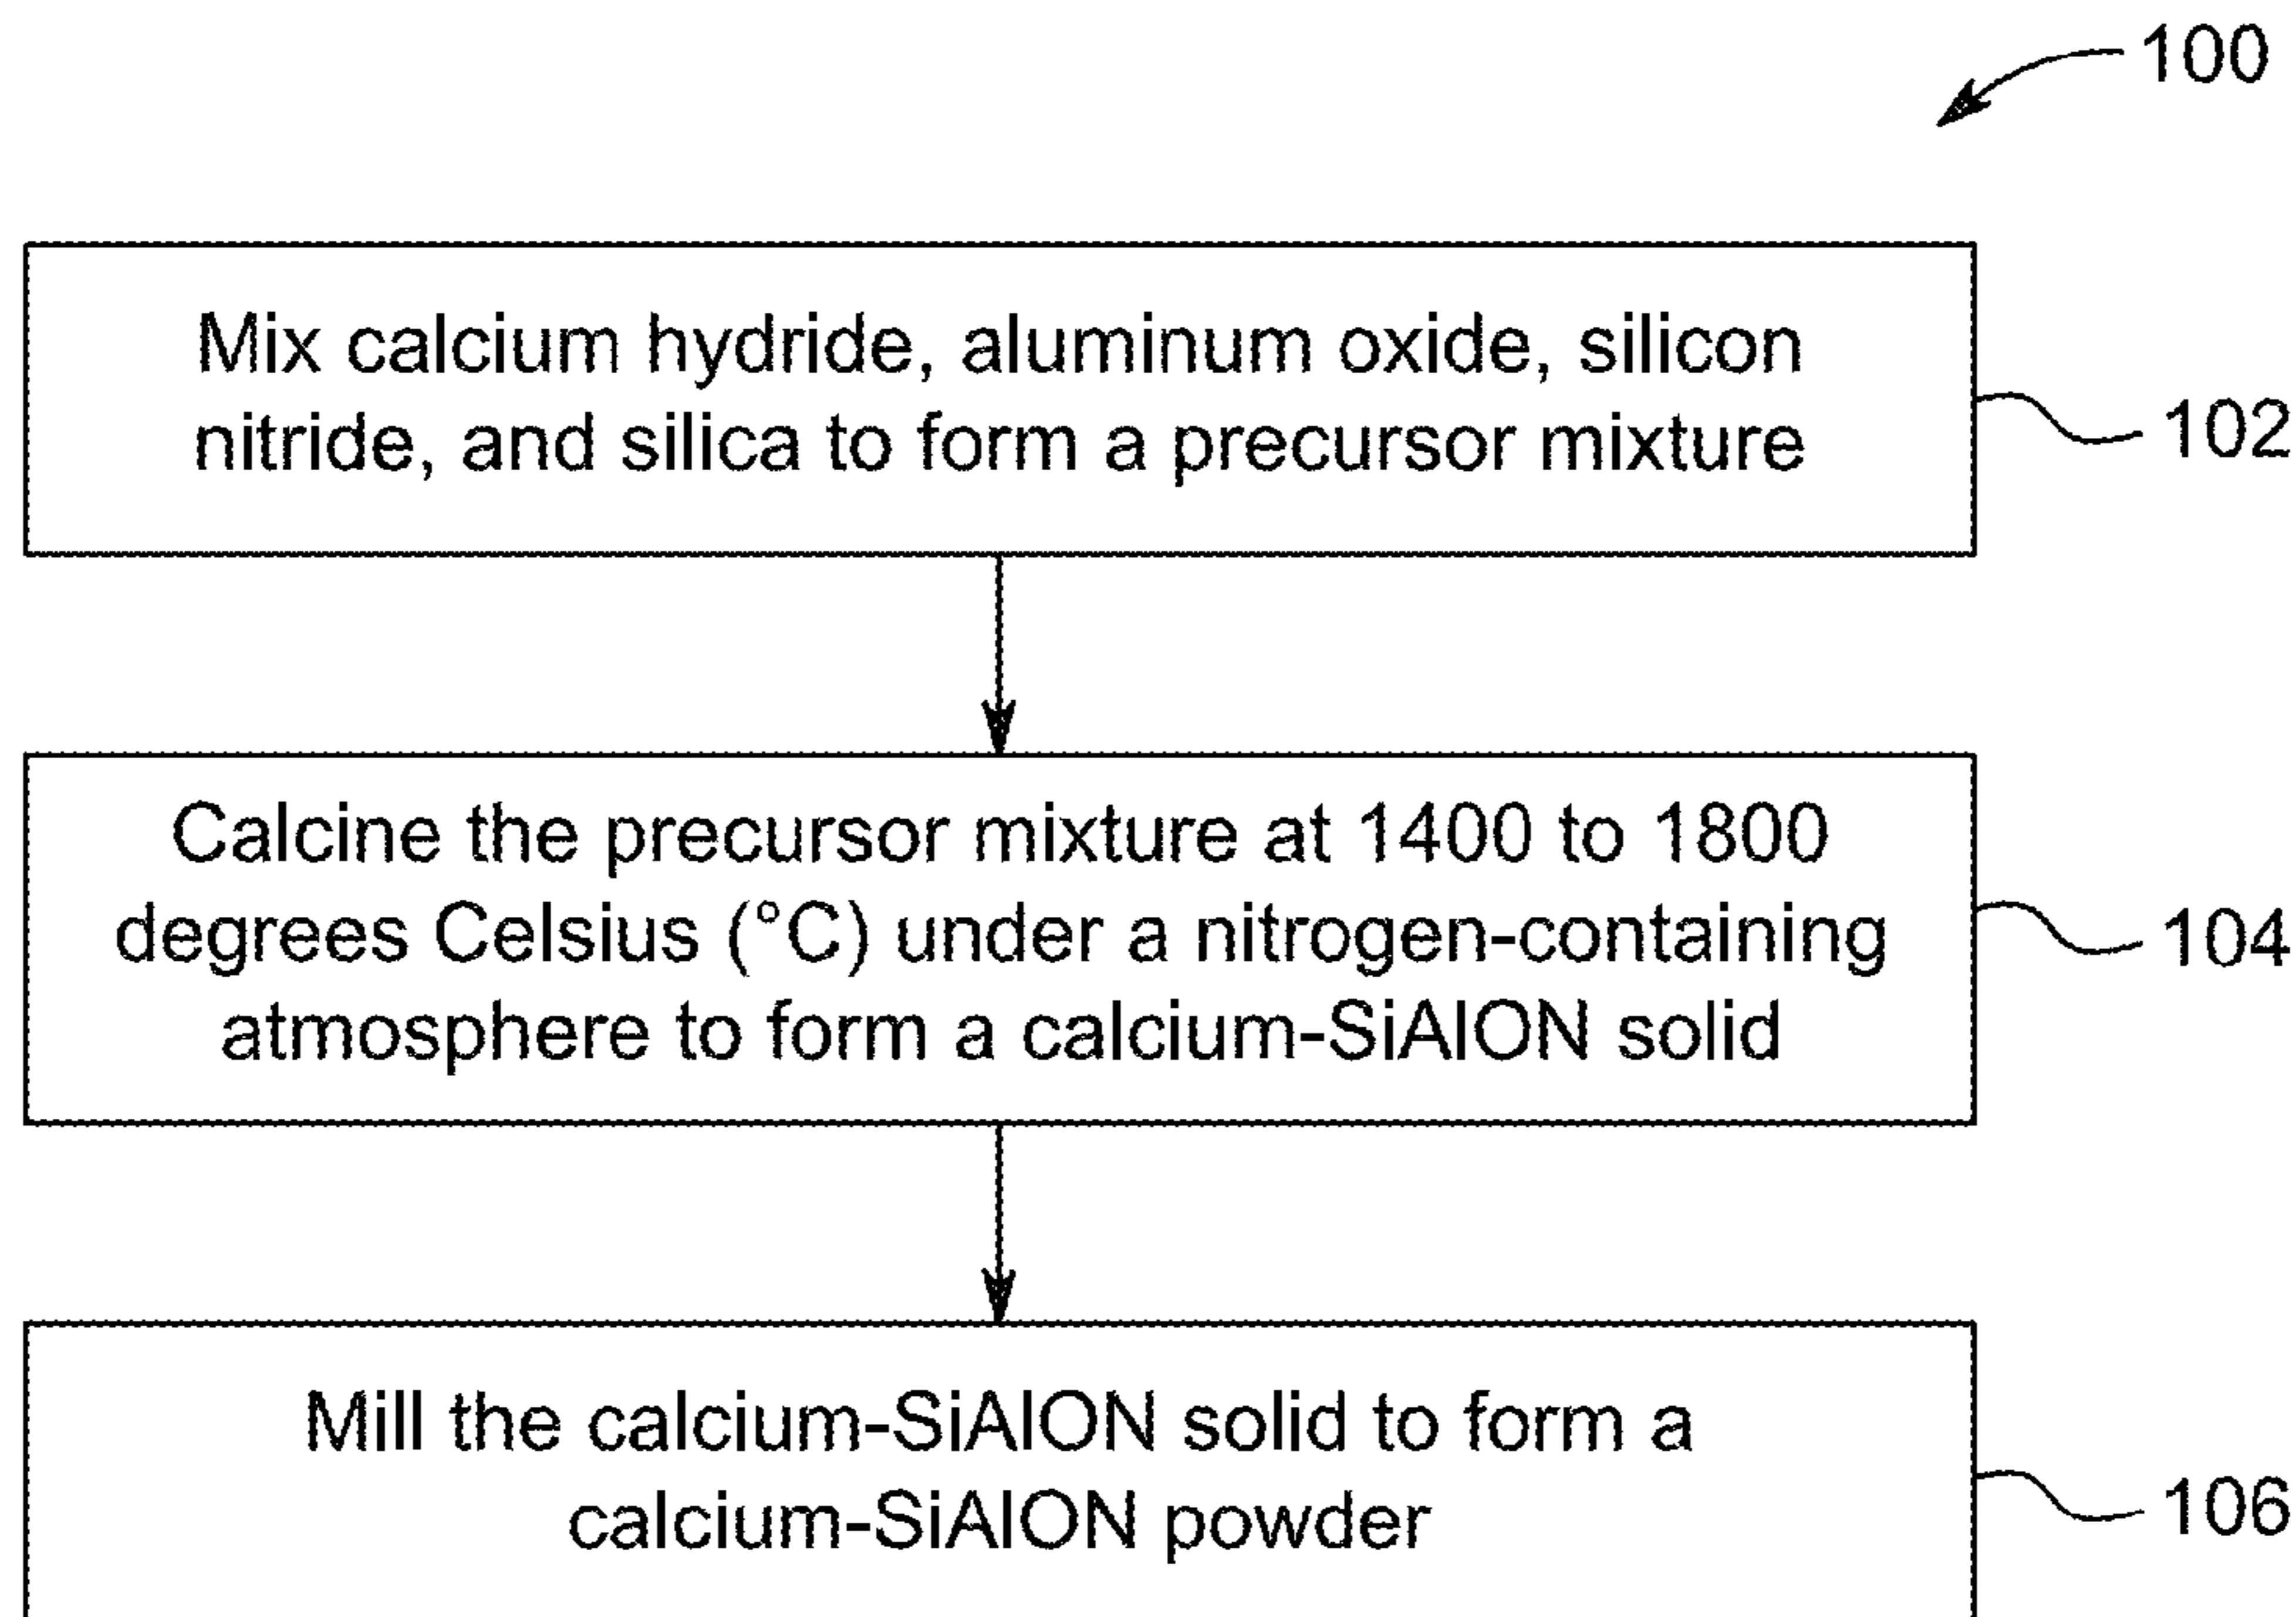 100
Mix calcium hydride, aluminum oxide, silicon
nitride, and silica to form a precursor mixture
102
Calcine the precursor mixture at 1400 to 1800
degrees Celsius (°C) under a nitrogen-containing
atmosphere to form a calcium-SiAlON solid
104
Mill the calcium-SiAlON solid to form a
calcium-SiAlON powder
106